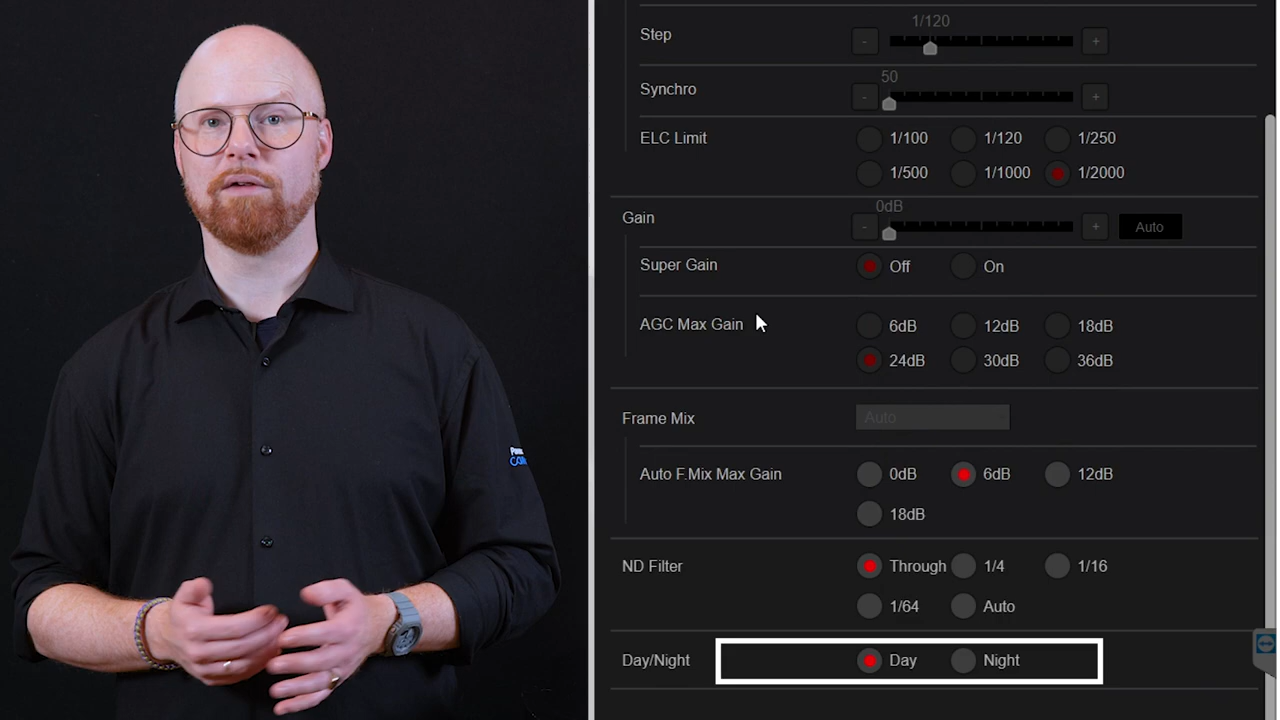 1/120
Step
-
+
50
Synchro
-
+
ELC Limit
1/100 1/120 1/250
1/500 1/1000 1/2000
0dB
Gain
-
+
Auto
Super Gain
Off On
AGC Max Gain
6dB 12dB 18dB
24dB 30dB 36dB
Frame Mix
Auto
Auto F.Mix Max Gain
0dB 6dB 12dB
18dB
ND Filter
Through 1/4 1/16
1/64 Auto
Day/Night
Day Night